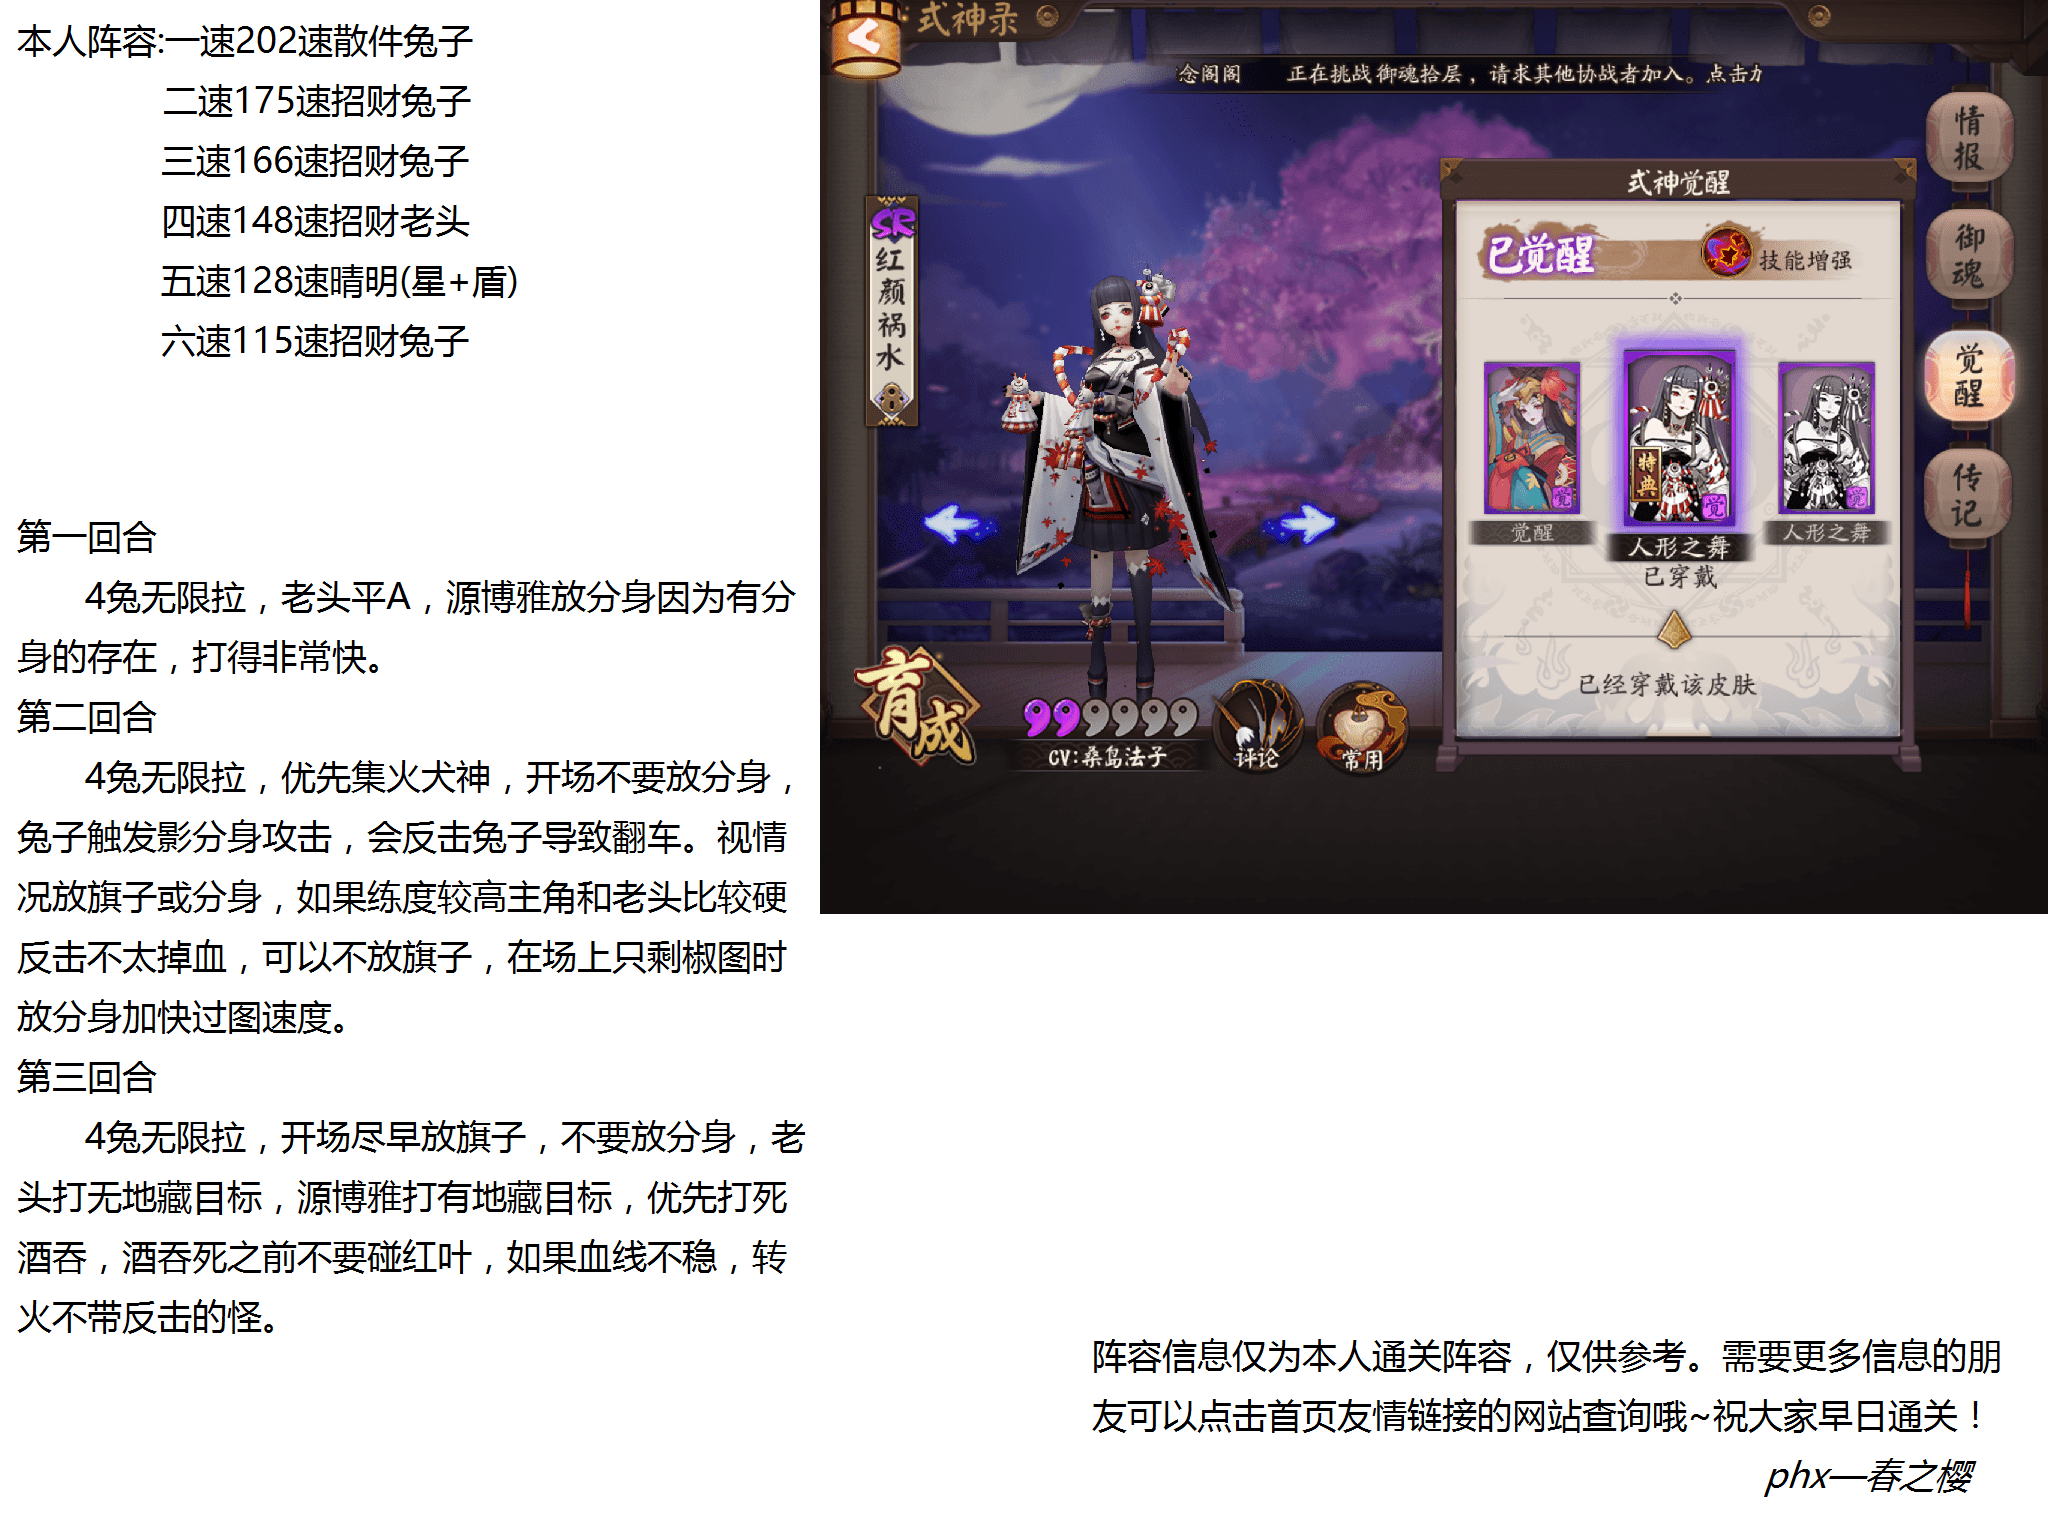 本人阵容:一速202速散件兔子
二速175速招财兔子
三速166速招财兔子
四速148速招财老头
五速128速晴明(星+盾)
六速115速招财兔子
第一回合
4兔无限拉，老头平A，源博雅放分身因为有分
身的存在，打得非常快。
第二回合
4兔无限拉，优先集火犬神，开场不要放分身，
兔子触发影分身攻击，会反击兔子导致翻车。视情
况放旗子或分身，如果练度较高主角和老头比较硬
反击不太掉血，可以不放旗子，在场上只剩椒图时
放分身加快过图速度。
第三回合
4兔无限拉，开场尽早放旗子，不要放分身，老
头打无地藏目标，源博雅打有地藏目标，优先打死
酒吞，酒吞死之前不要碰红叶，如果血线不稳，转
火不带反击的怪。
式神录
念阁阁 正在挑战御魂拾层，请求其他协战者加入。点击
SR
红颜祸水
式神觉醒
已觉醒
技能增强
特典
觉
觉
觉
觉醒
人形之舞
人形之舞
已穿戴
已经穿戴该皮肤
情报
御魂
觉醒
传记
育成
CV:桑岛法子
评论
常用
阵容信息仅为本人通关阵容，仅供参考。需要更多信息的朋
友可以点击首页友情链接的网站查询哦~祝大家早日通关！
phx—春之樱